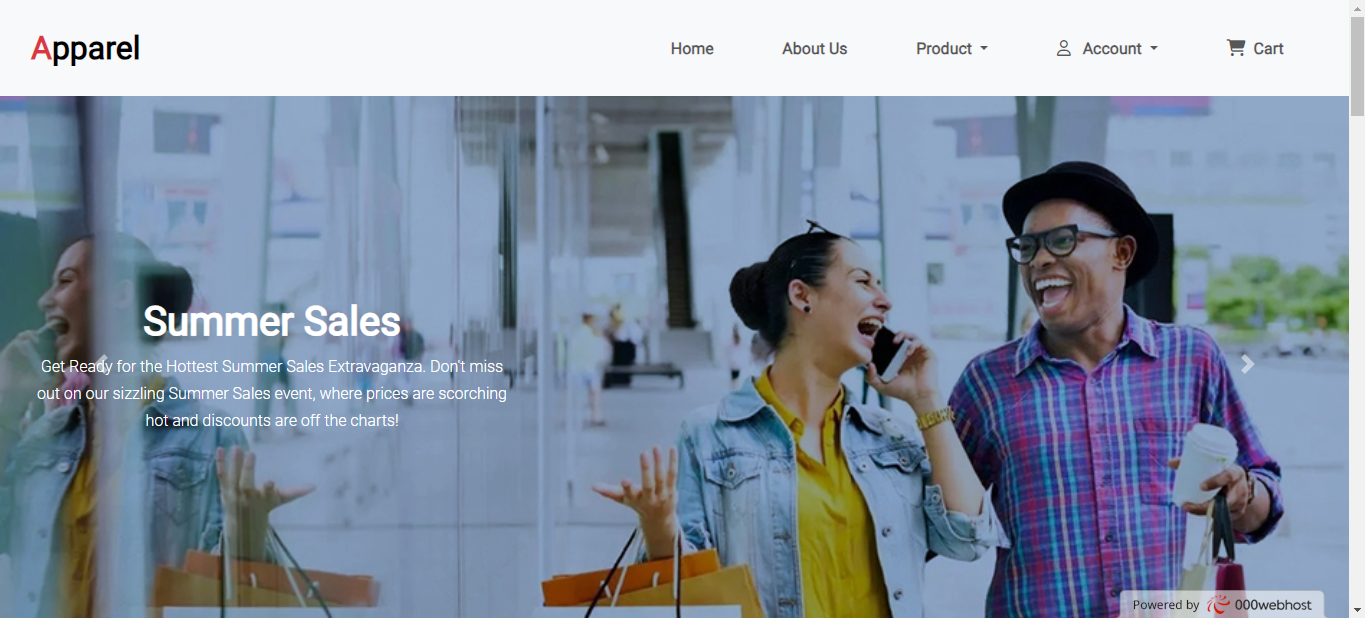 Apparel
Home
About Us
Product
Account
Cart
Summer Sales
Get Ready for the Hottest Summer Sales Extravaganza. Don't miss
out on our sizzling Summer Sales event, where prices are scorching
hot and discounts are off the charts!
Powered by 000webhost